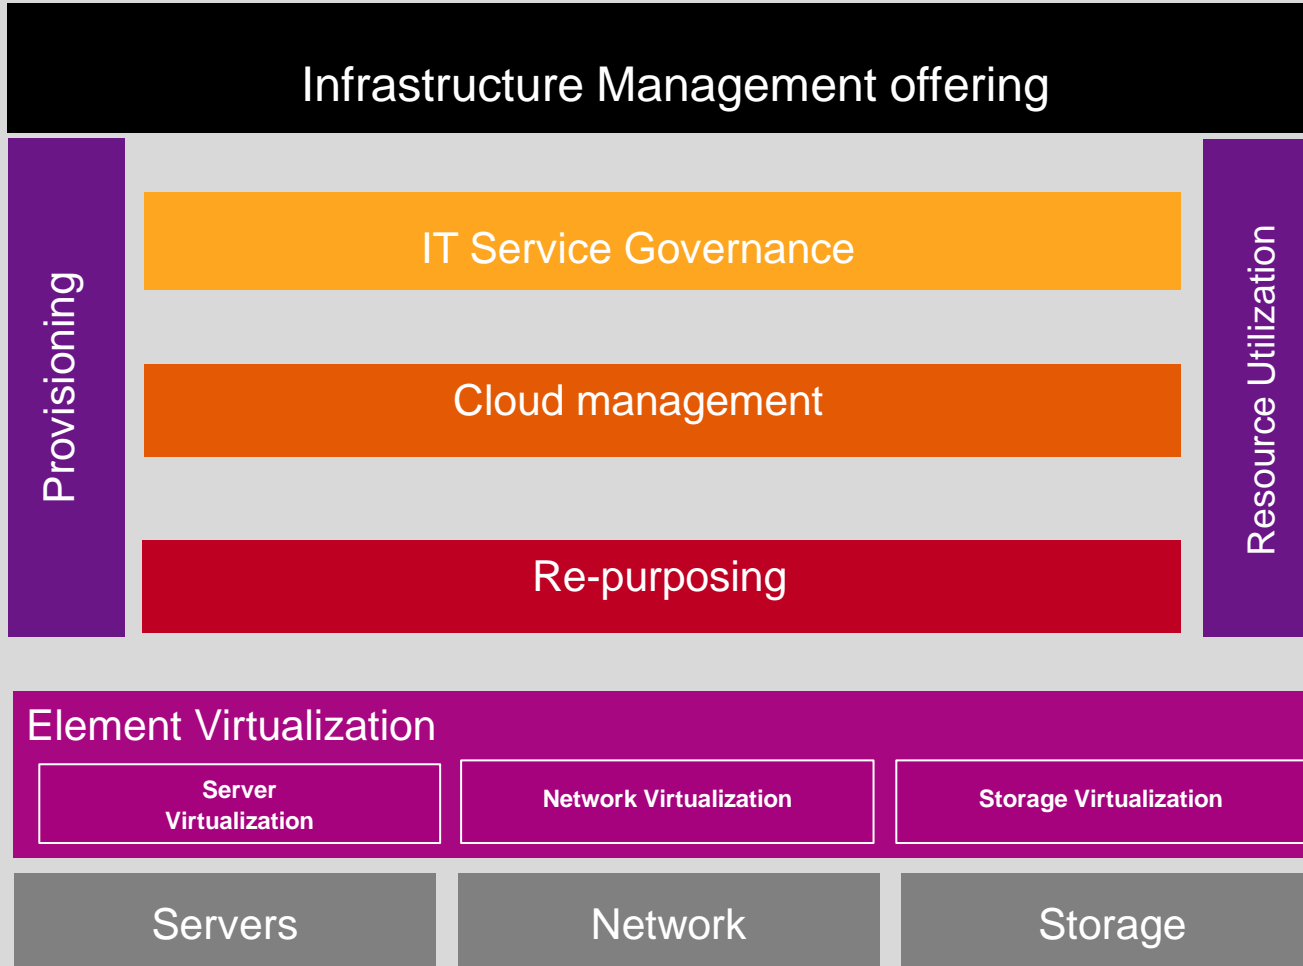 Infrastructure Management offering
Provisioning
IT Service Governance
Cloud management
Re-purposing
Resource Utilization
Element Virtualization
Server
Virtualization
Network Virtualization
Storage Virtualization
Servers
Network
Storage